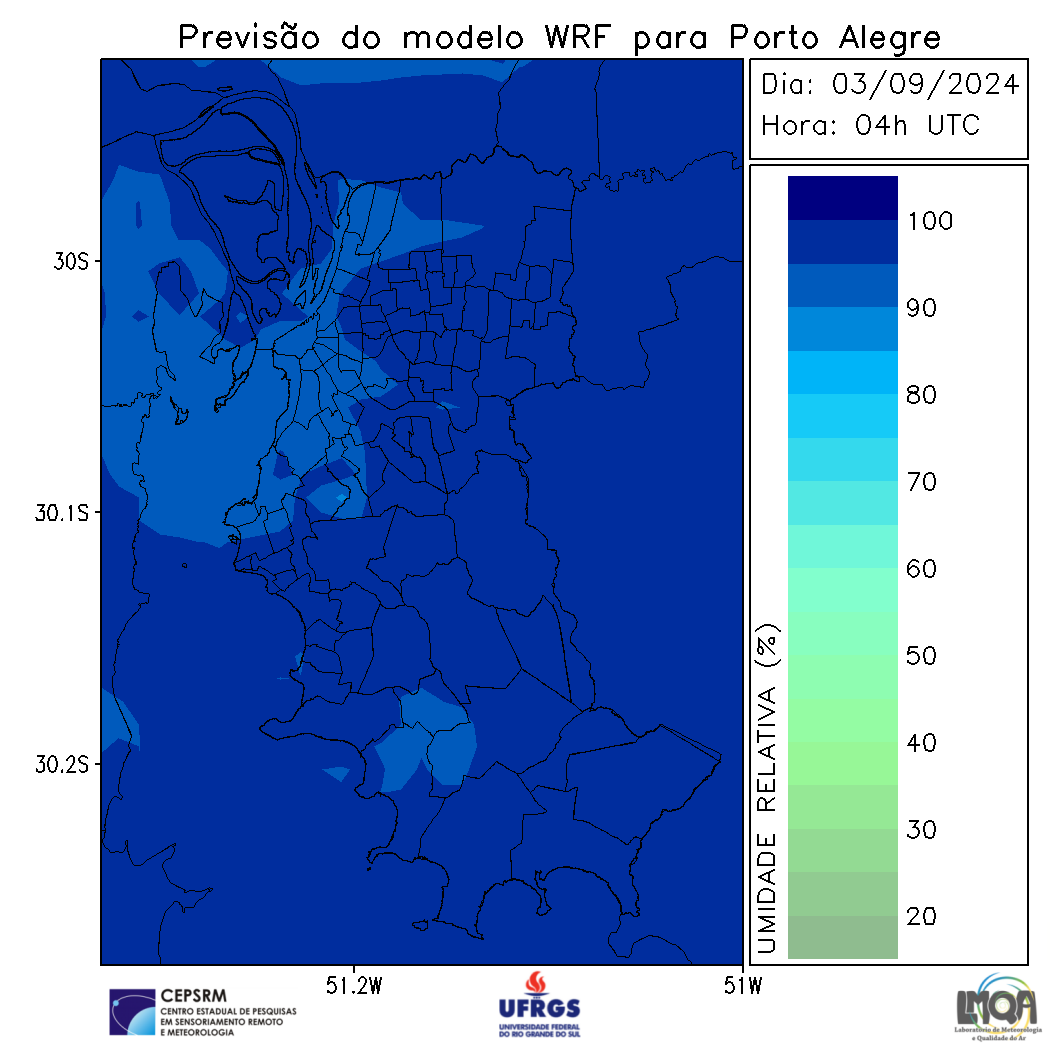 Previsão do modelo WRF para Porto Alegre
Dia: 03/09/2024
Hora: 04h UTC
100
90
80
70
60
50
40
30
20
UMIDADE RELATIVA (%)
30S
30.1S
30.2S
51.2W
51W
CEPSRM
CENTRO ESTADUAL DE PESQUISAS
EM SENSORIAMENTO REMOTO
E METEOROLOGIA
UFRGS
UNIVERSIDADE FEDERAL
DO RIO GRANDE DO SUL
LMQA
Laboratório de Meteorologia
e Qualidade do Ar